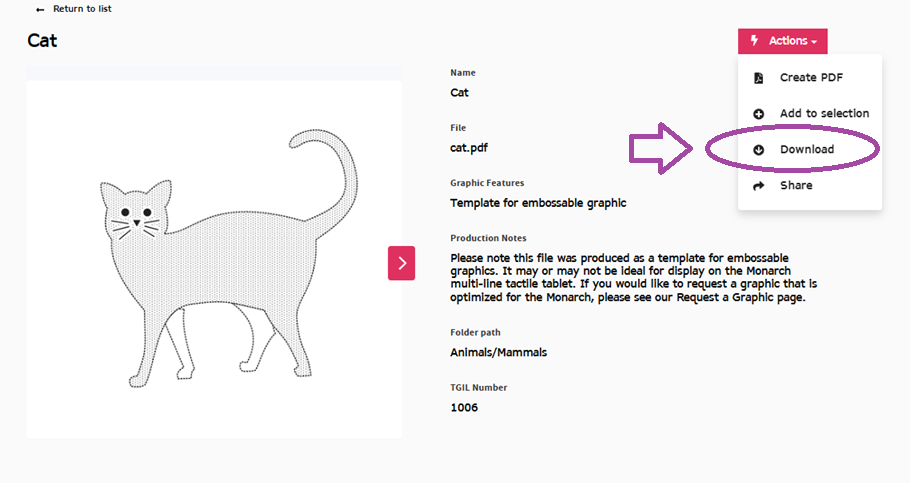 Return to list
Cat
Actions
Name
Cat
File
cat.pdf
Graphic Features
Template for embossable graphic
Production Notes
Please note this file was produced as a template for embossable
graphics. It may or may not be ideal for display on the Monarch
multi-line tactile tablet. If you would like to request a graphic that is
optimized for the Monarch, please see our Request a Graphic page.
Folder path
Animals/Mammals
TGIL Number
1006
Create PDF
Add to selection
Download
Share